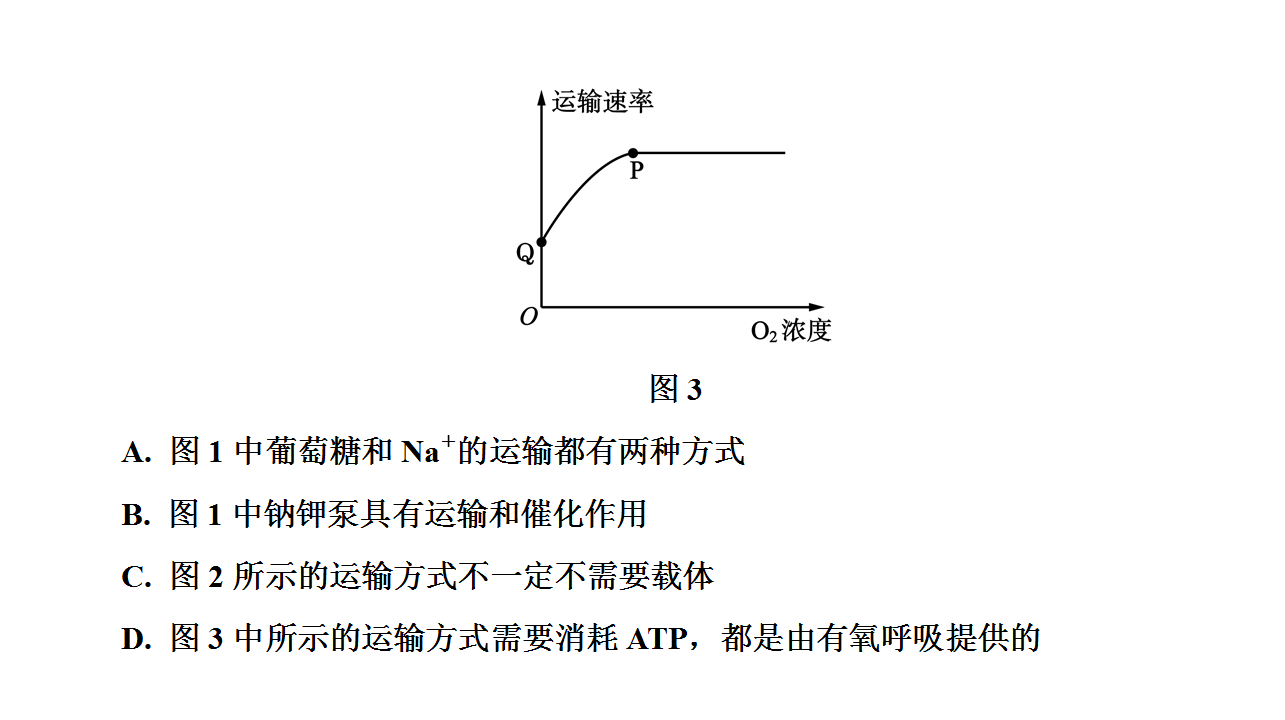 运输速率
P
Q
O
O₂浓度
图 3
A. 图 1 中葡萄糖和 Na⁺的运输都有两种方式
B. 图 1 中钠钾泵具有运输和催化作用
C. 图 2 所示的运输方式不一定不需要载体
D. 图 3 中所示的运输方式需要消耗 ATP，都是由有氧呼吸提供的